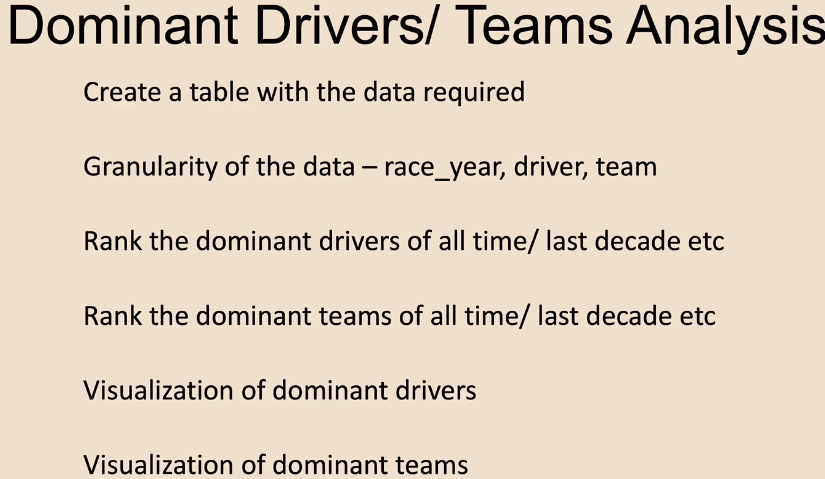 Dominant Drivers/ Teams Analysis
Create a table with the data required
Granularity of the data – race_year, driver, team
Rank the dominant drivers of all time/ last decade etc
Rank the dominant teams of all time/ last decade etc
Visualization of dominant drivers
Visualization of dominant teams